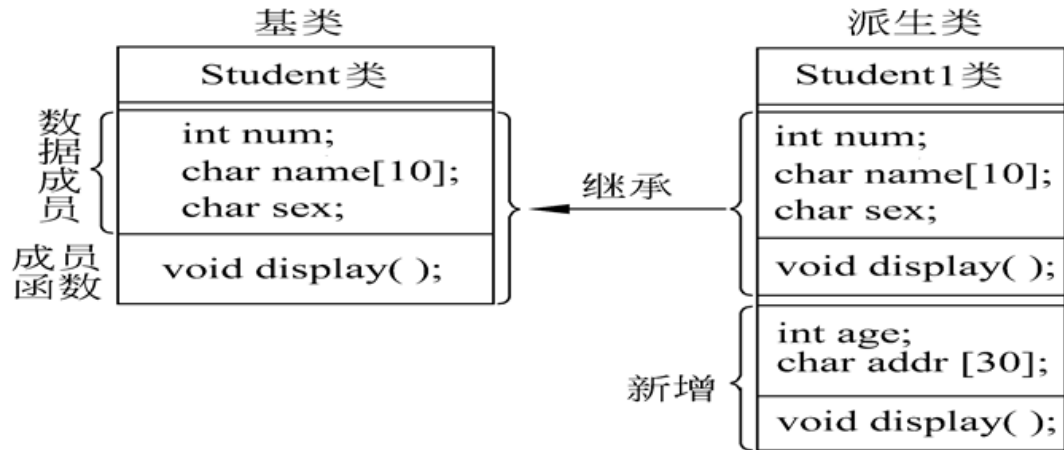 基类
Student类
数据成员
int num;
char name[10];
char sex;
成员函数
void display( );
继承
派生类
Student1类
int num;
char name[10];
char sex;
void display( );
新增
int age;
char addr [30];
void display( );